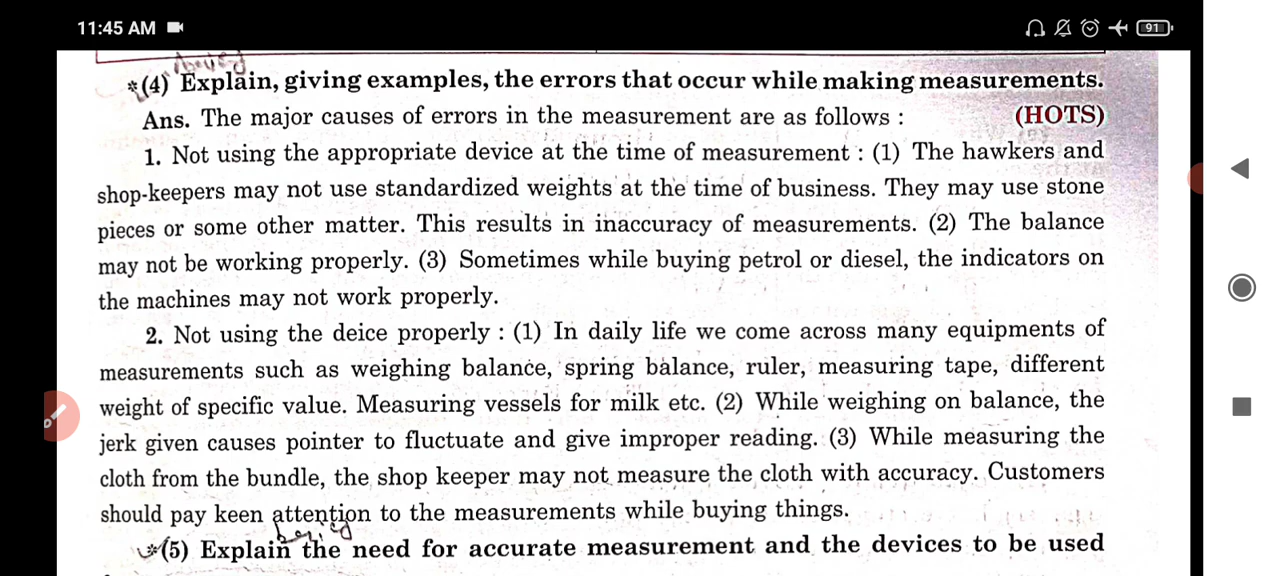 11:45 AM
91
*(4) Explain, giving examples, the errors that occur while making measurements.
Ans. The major causes of errors in the measurement are as follows : (HOTS)
1. Not using the appropriate device at the time of measurement : (1) The hawkers and
shop-keepers may not use standardized weights at the time of business. They may use stone
pieces or some other matter. This results in inaccuracy of measurements. (2) The balance
may not be working properly. (3) Sometimes while buying petrol or diesel, the indicators on
the machines may not work properly.
2. Not using the deice properly : (1) In daily life we come across many equipments of
measurements such as weighing balance, spring balance, ruler, measuring tape, different
weight of specific value. Measuring vessels for milk etc. (2) While weighing on balance, the
jerk given causes pointer to fluctuate and give improper reading. (3) While measuring the
cloth from the bundle, the shop keeper may not measure the cloth with accuracy. Customers
should pay keen attention to the measurements while buying things.
*(5) Explain the need for accurate measurement and the devices to be used